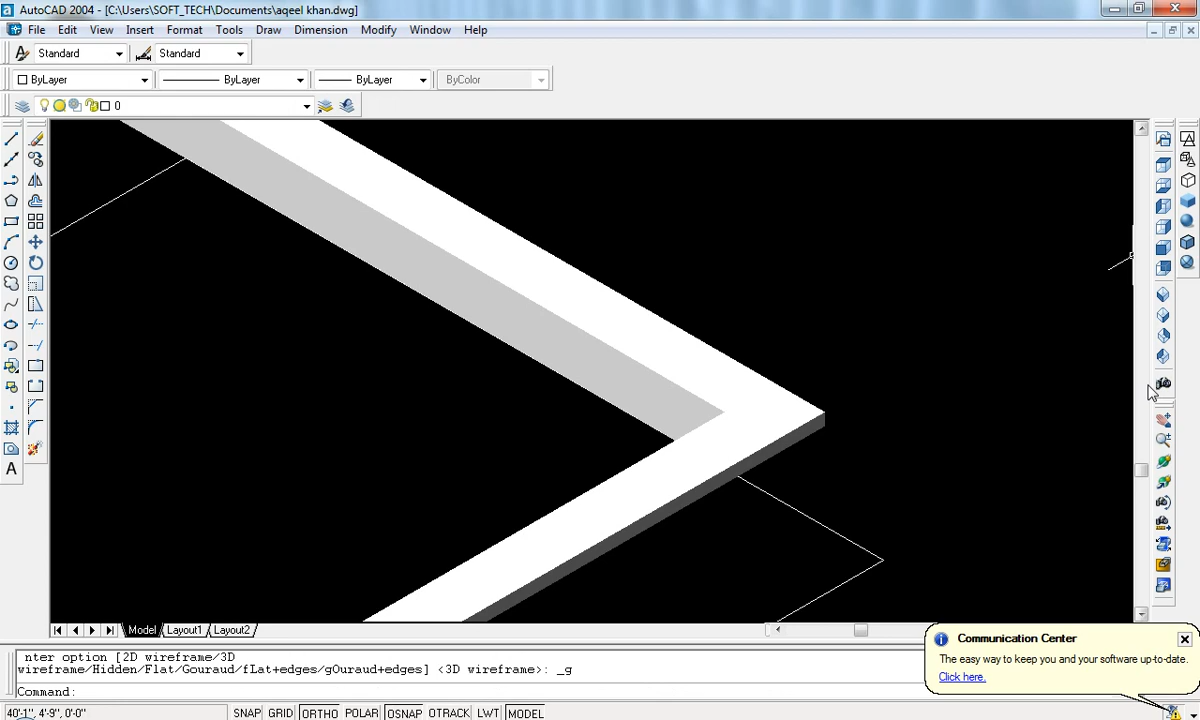 AutoCAD 2004 - [C:\Users\SOFT_TECH\Documents\aqeel khan.dwg]
File Edit View Insert Format Tools Draw Dimension Modify Window Help
Standard Standard
ByLayer ByLayer ByLayer ByColor
0
A
Model Layout1 Layout2
nter option [2D wireframe/3D
wireframe/Hidden/Flat/Gouraud/fLat+edges/gOuraud+edges] <3D wireframe>: _g
Command:
Communication Center
The easy way to keep you and your software up-to-date.
Click here.
40'-1", 4'-9", 0'-0" SNAP GRID ORTHO POLAR OSNAP OTRACK LWT MODEL